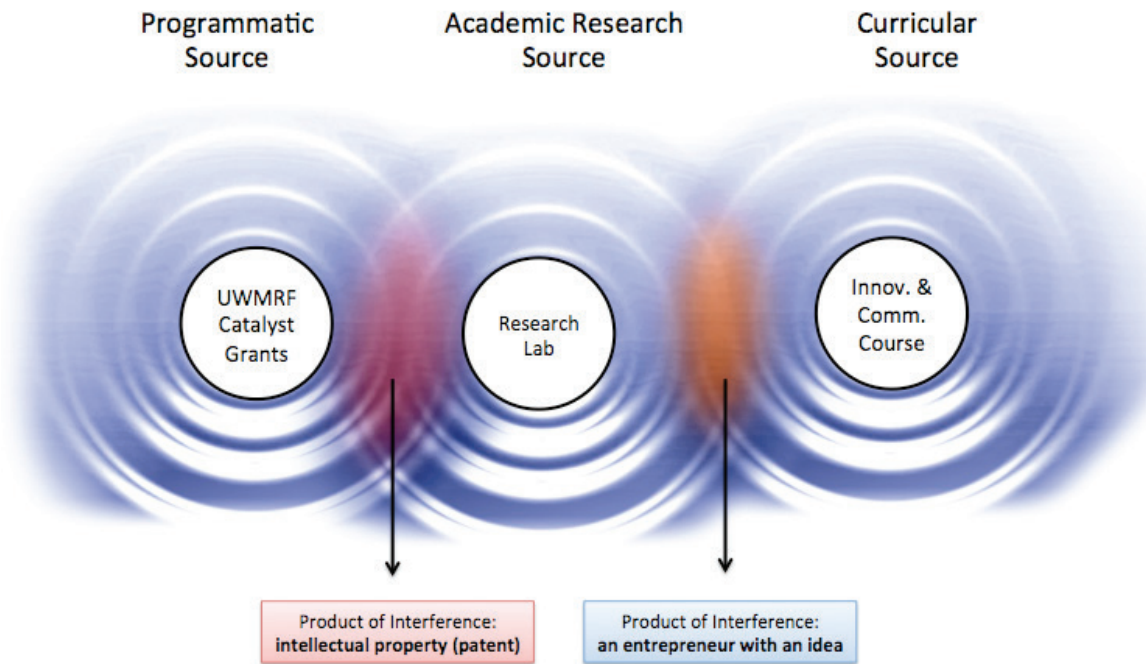 Programmatic
Source
Academic Research
Source
Curricular
Source
UWMRF
Catalyst
Grants
Research
Lab
Innov. &
Comm.
Course
Product of Interference:
intellectual property (patent)
Product of Interference:
an entrepreneur with an idea